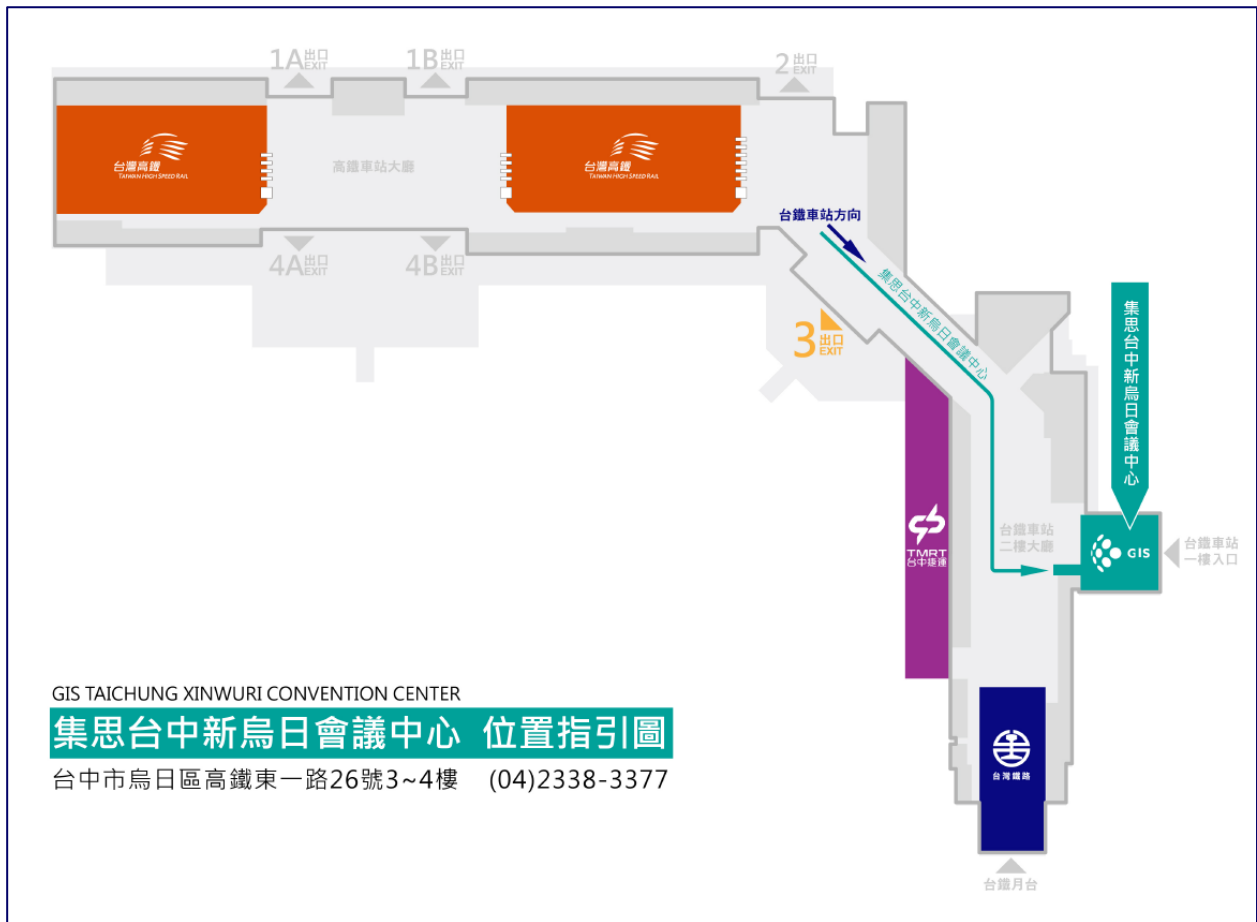 1A出口
EXIT
1B出口
EXIT
2出口
EXIT
台灣高鐵
TAIWAN HIGH SPEED RAIL
高鐵車站大廳
台灣高鐵
TAIWAN HIGH SPEED RAIL
台鐵車站方向
4A出口
EXIT
4B出口
EXIT
集思台中新烏日會議中心
3出口
EXIT
集思台中新烏日會議中心
TMRT
台中捷運
台鐵車站
二樓大廳
GIS
台鐵車站
一樓入口
GIS TAICHUNG XINWURI CONVENTION CENTER
集思台中新烏日會議中心 位置指引圖
台中市烏日區高鐵東一路26號3~4樓 (04)2338-3377
台灣鐵路
台鐵月台